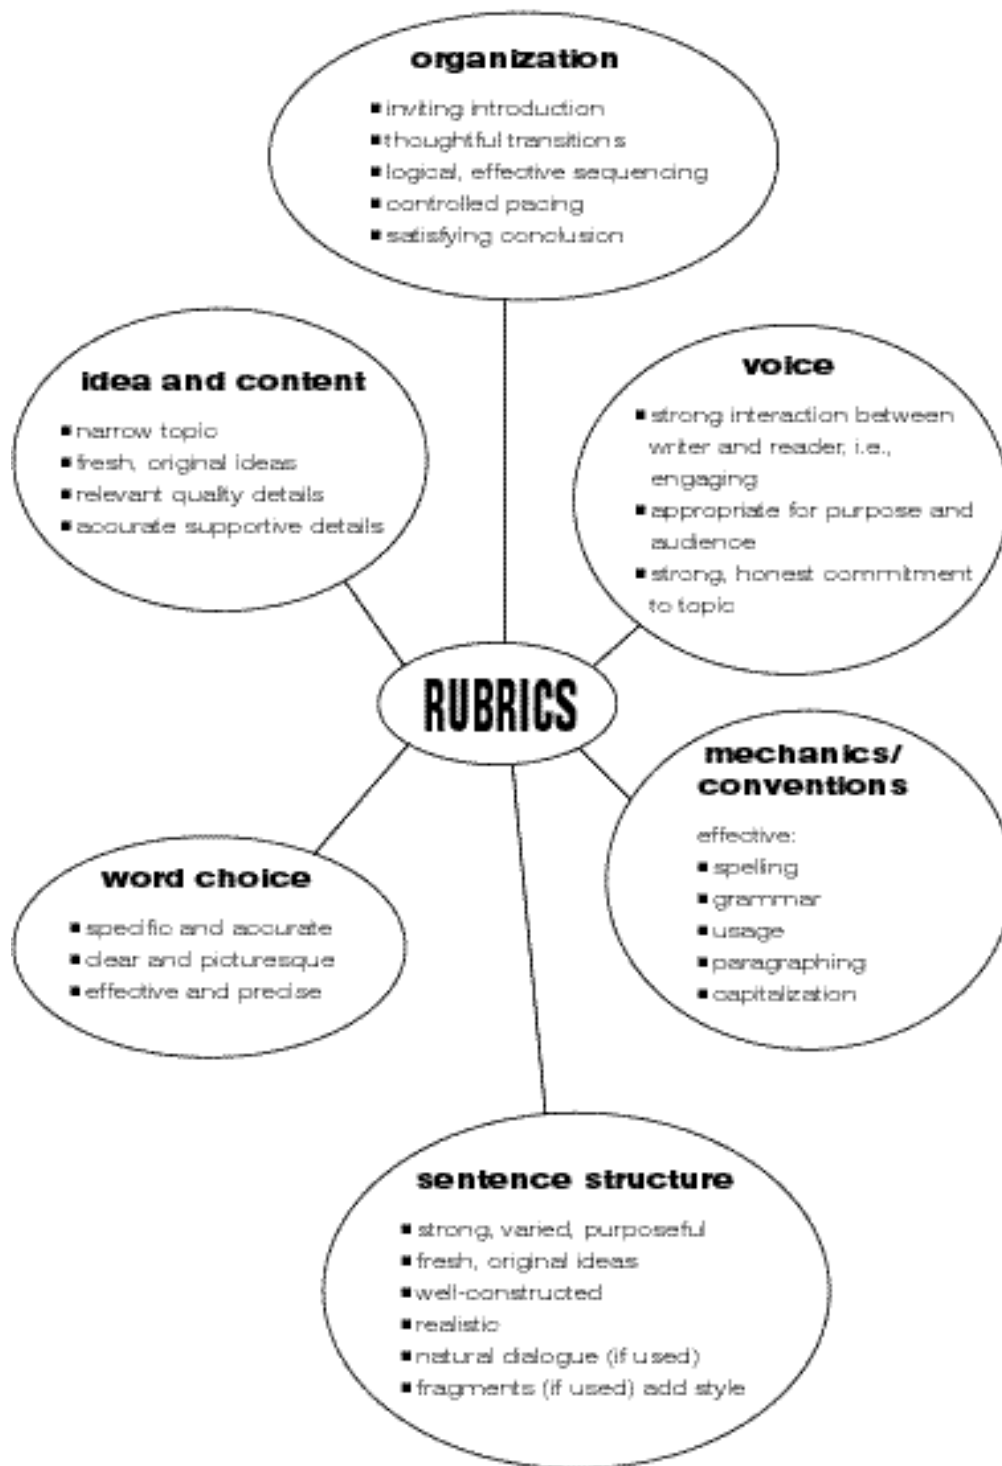 organization
▪ inviting introduction
▪ thoughtful transitions
▪ logical, effective sequencing
▪ controlled pacing
▪ satisfying conclusion
idea and content
▪ narrow topic
▪ fresh, original ideas
▪ relevant quality details
▪ accurate supportive details
voice
▪ strong interaction between
writer and reader, i.e.,
engaging
▪ appropriate for purpose and
audience
▪ strong, honest commitment
to topic
RUBRICS
mechanics/
conventions
effective:
▪ spelling
▪ grammar
▪ usage
▪ paragraphing
▪ capitalization
word choice
▪ specific and accurate
▪ clear and picturesque
▪ effective and precise
sentence structure
▪ strong, varied, purposeful
▪ fresh, original ideas
▪ well-constructed
▪ realistic
▪ natural dialogue (if used)
▪ fragments (if used) add style